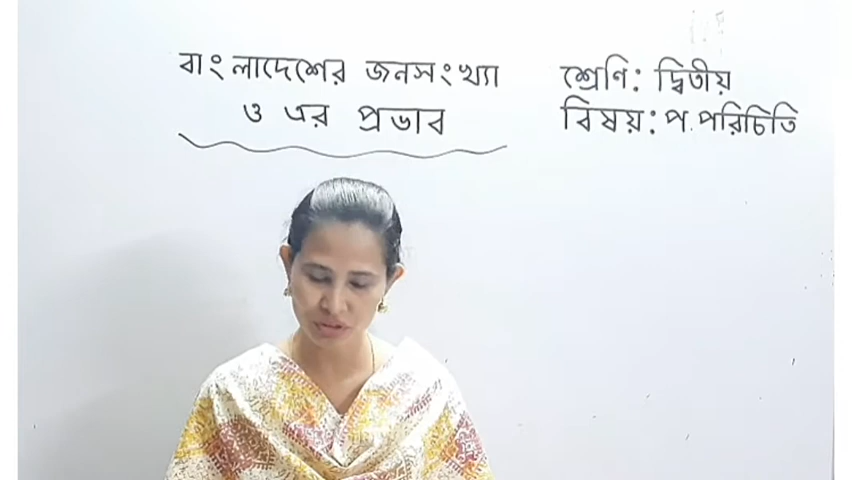 বাংলাদেশের জনসংখ্যা
ও এর প্রভাব
শ্রেণি: দ্বিতীয়
বিষয়: প. পরিচিতি